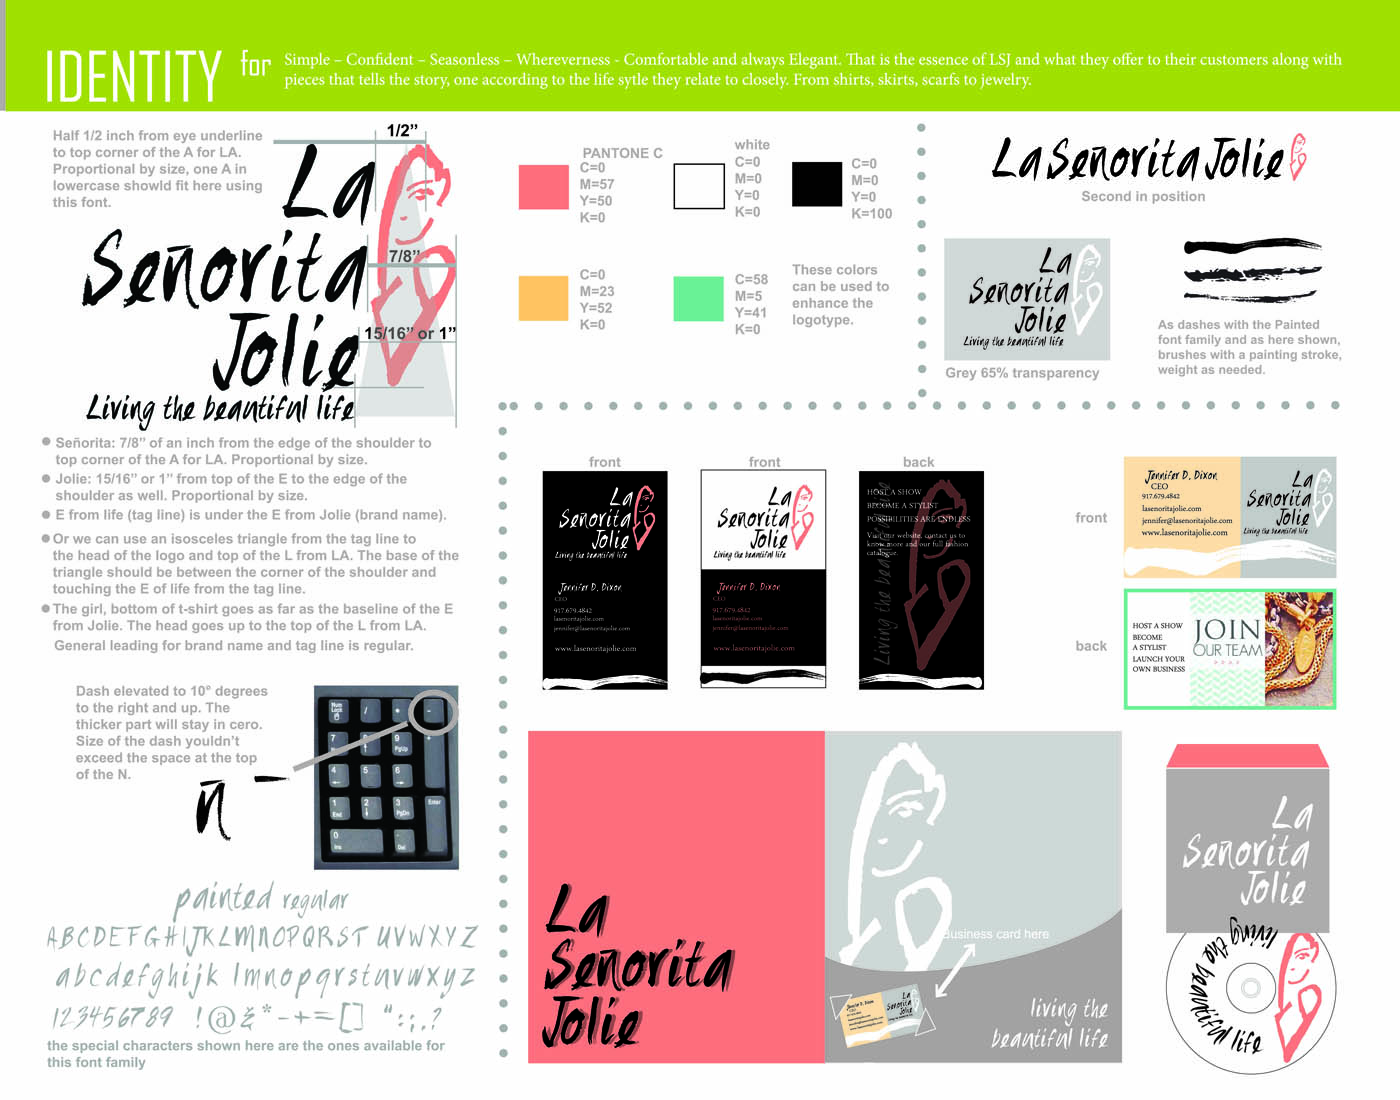 IDENTITY for
Simple – Confident – Seasonless – Whereverness - Comfortable and always Elegant. That is the essence of LSJ and what they offer to their customers along with
pieces that tells the story, one according to the life sytle they relate to closely. From shirts, skirts, scarfs to jewelry.
Half 1/2 inch from eye underline
to top corner of the A for LA.
Proportional by size, one A in
lowercase showld fit here using
this font.
1/2"
La
Señorita
Jolie
Living the beautiful life
7/8"
15/16" or 1"
Señorita: 7/8" of an inch from the edge of the shoulder to
top corner of the A for LA. Proportional by size.
Jolie: 15/16" or 1" from top of the E to the edge of the
shoulder as well. Proportional by size.
E from life (tag line) is under the E from Jolie (brand name).
Or we can use an isosceles triangle from the tag line to
the head of the logo and top of the L from LA. The base of the
triangle should be between the corner of the shoulder and
touching the E of life from the tag line.
The girl, bottom of t-shirt goes as far as the baseline of the E
from Jolie. The head goes up to the top of the L from LA.
General leading for brand name and tag line is regular.
Dash elevated to 10° degrees
to the right and up. The
thicker part will stay in cero.
Size of the dash youldn't
exceed the space at the top
of the N.
ñ
Num
Lock
/
*
-
7
8
9
PgUp
+
4
5
6
1
End
2
3
PgDn
Enter
0
Ins
.
Del
painted regular
ABCDEFGHIJKLMNOPQRST UVWXYZ
abcdefghijk lmnopqrstuvwxyz
123456789 !@&*-+=[] ":;,?
the special characters shown here are the ones available for
this font family
PANTONE C
C=0
M=57
Y=50
K=0
white
C=0
M=0
Y=0
K=0
C=0
M=0
Y=0
K=100
C=0
M=23
Y=52
K=0
C=58
M=5
Y=41
K=0
These colors
can be used to
enhance the
logotype.
La Señorita Jolie
Second in position
La
Señorita
Jolie
Living the beautiful life
Grey 65% transparency
As dashes with the Painted
font family and as here shown,
brushes with a painting stroke,
weight as needed.
front
La
Señorita
Jolie
Living the beautiful life
Jennifer D. Dixon
CEO
917.679.4842
lasenoritajolie.com
jennifer@lasenoritajolie.com
www.lasenoritajolie.com
front
La
Señorita
Jolie
Living the beautiful life
Jennifer D. Dixon
CEO
917.679.4842
lasenoritajolie.com
jennifer@lasenoritajolie.com
www.lasenoritajolie.com
back
HOST A SHOW
BECOME A STYLIST
POSSIBILITIES ARE ENDLESS
Visit our website, contact us to
know more and our full fashion
catalogue.
Living the beautiful life
front
Jennifer D. Dixon
CEO
917.679.4842
lasenoritajolie.com
jennifer@lasenoritajolie.com
www.lasenoritajolie.com
La
Señorita
Jolie
Living the beautiful life
back
HOST A SHOW
BECOME
A STYLIST
LAUNCH YOUR
OWN BUSINESS
JOIN
OUR TEAM
> > > >
La
Señorita
Jolie
Business card here
Jennifer D. Dixon
CEO
La
Señorita
Jolie
living the
beautiful life
La
Señorita
Jolie
living the beautiful life